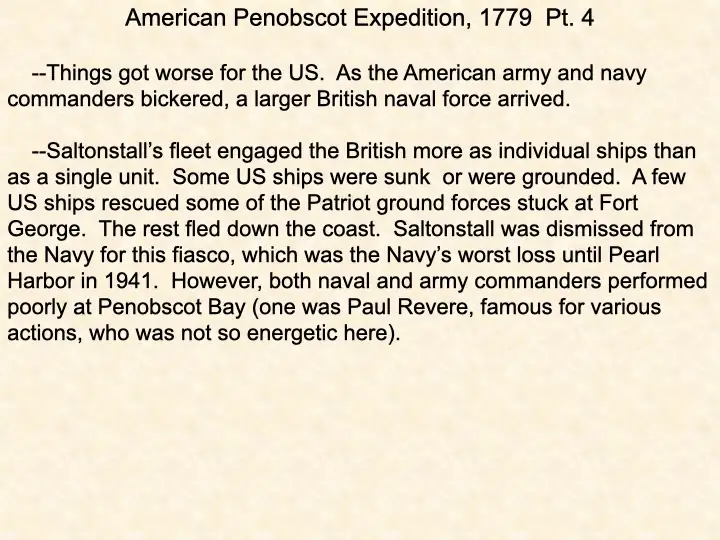 American Penobscot Expedition, 1779  Pt. 4
--Things got worse for the US.  As the American army and navy
commanders bickered, a larger British naval force arrived.
--Saltonstall’s fleet engaged the British more as individual ships than
as a single unit.  Some US ships were sunk  or were grounded.  A few
US ships rescued some of the Patriot ground forces stuck at Fort
George.  The rest fled down the coast.  Saltonstall was dismissed from
the Navy for this fiasco, which was the Navy’s worst loss until Pearl
Harbor in 1941.  However, both naval and army commanders performed
poorly at Penobscot Bay (one was Paul Revere, famous for various
actions, who was not so energetic here).